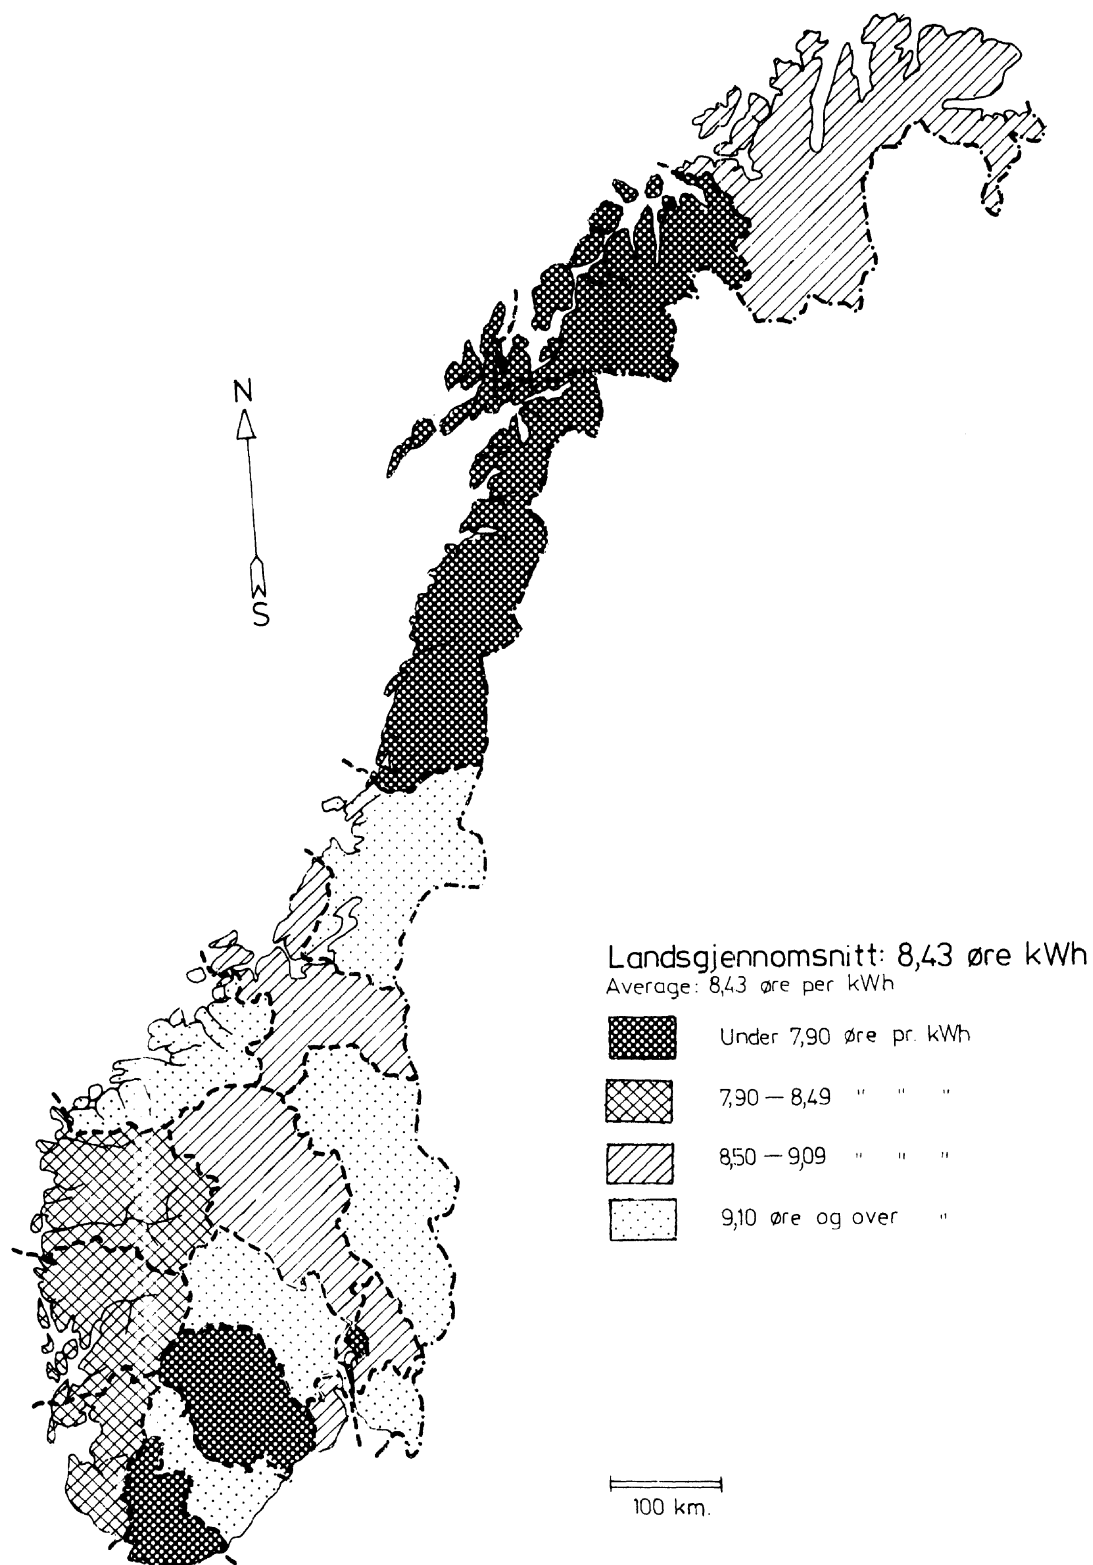 N
S
Landsgjennomsnitt: 8,43 øre kWh
Average: 8,43 øre per kWh
Under 7,90 øre pr. kWh
7,90 — 8,49 " " "
8,50 — 9,09 " " "
9,10 øre og over "
100 km.